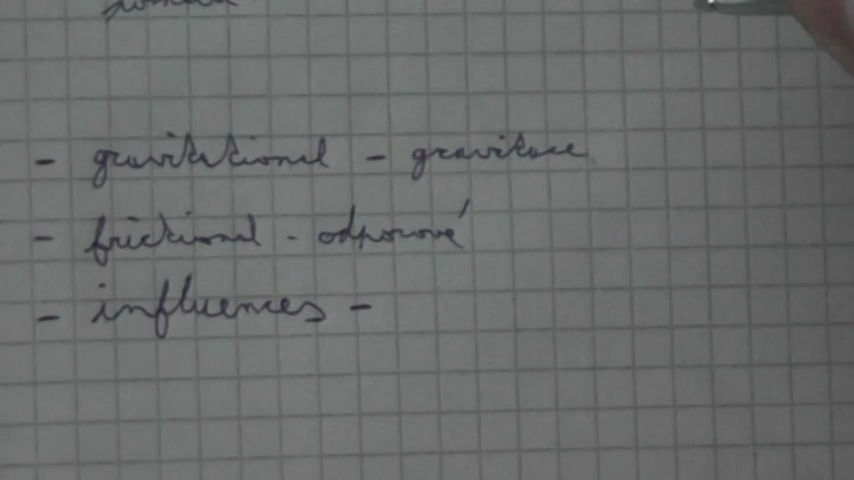 - gravitational - gravitace
- frictional - odporové
- influences -